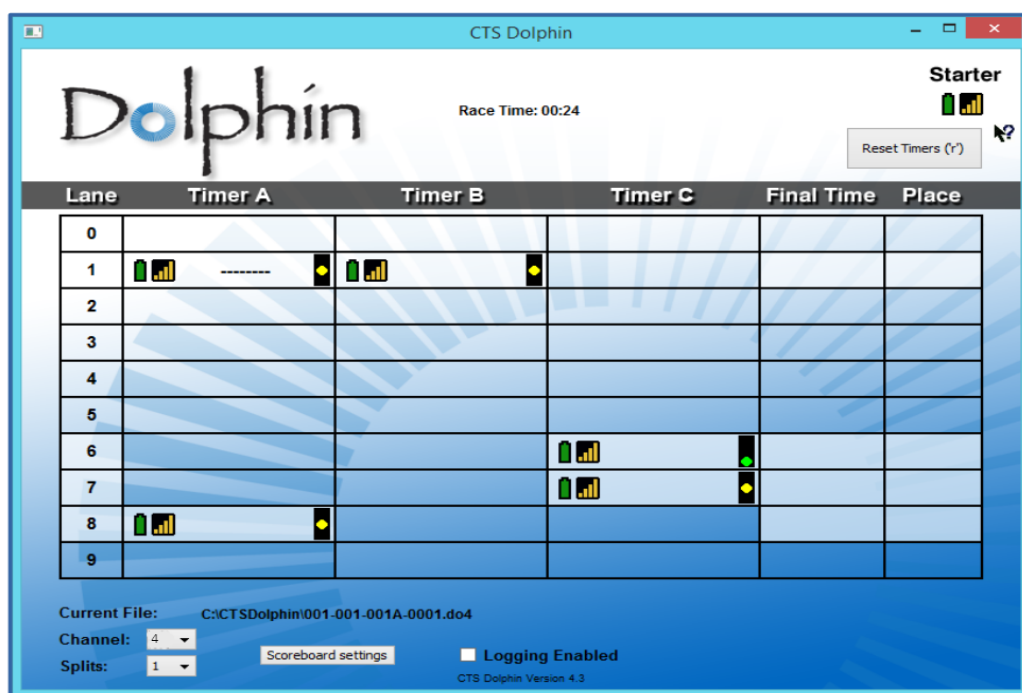 CTS Dolphin
Dolphin
Race Time: 00:24
Starter
Reset Timers ('r')
Lane Timer A Timer B Timer C Final Time Place
0
1 --------
2
3
4
5
6
7
8
9
Current File: C:\CTSDolphin\001-001-001A-0001.do4
Channel: 4
Splits: 1
Scoreboard settings
Logging Enabled
CTS Dolphin Version 4.3